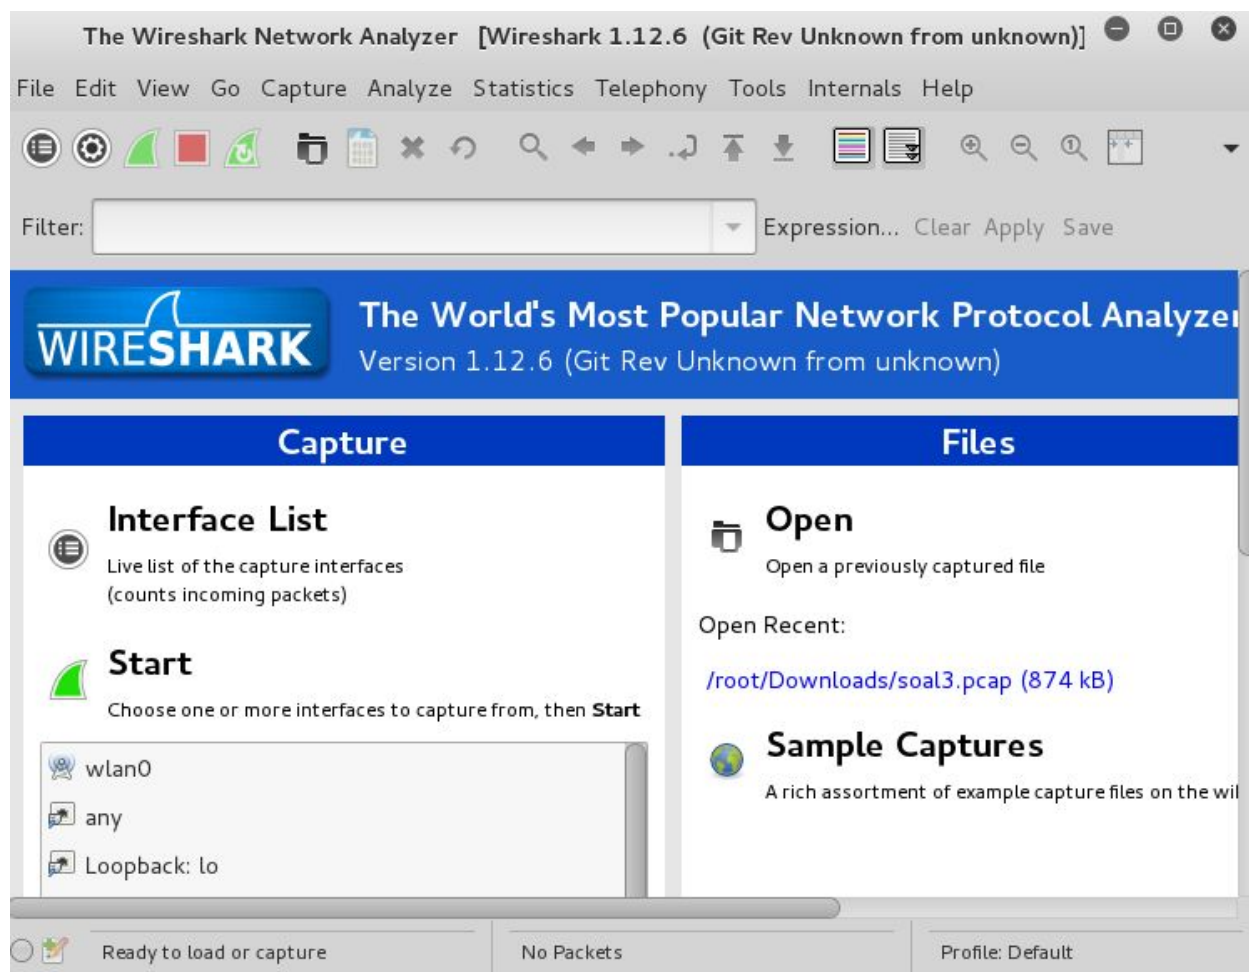 The Wireshark Network Analyzer [Wireshark 1.12.6 (Git Rev Unknown from unknown)]
File Edit View Go Capture Analyze Statistics Telephony Tools Internals Help
Filter: Expression... Clear Apply Save
WIRESHARK
The World's Most Popular Network Protocol Analyzer
Version 1.12.6 (Git Rev Unknown from unknown)
Capture
Interface List
Live list of the capture interfaces
(counts incoming packets)
Start
Choose one or more interfaces to capture from, then Start
wlan0
any
Loopback: lo
Files
Open
Open a previously captured file
Open Recent:
/root/Downloads/soal3.pcap (874 kB)
Sample Captures
A rich assortment of example capture files on the wil
Ready to load or capture
No Packets
Profile: Default